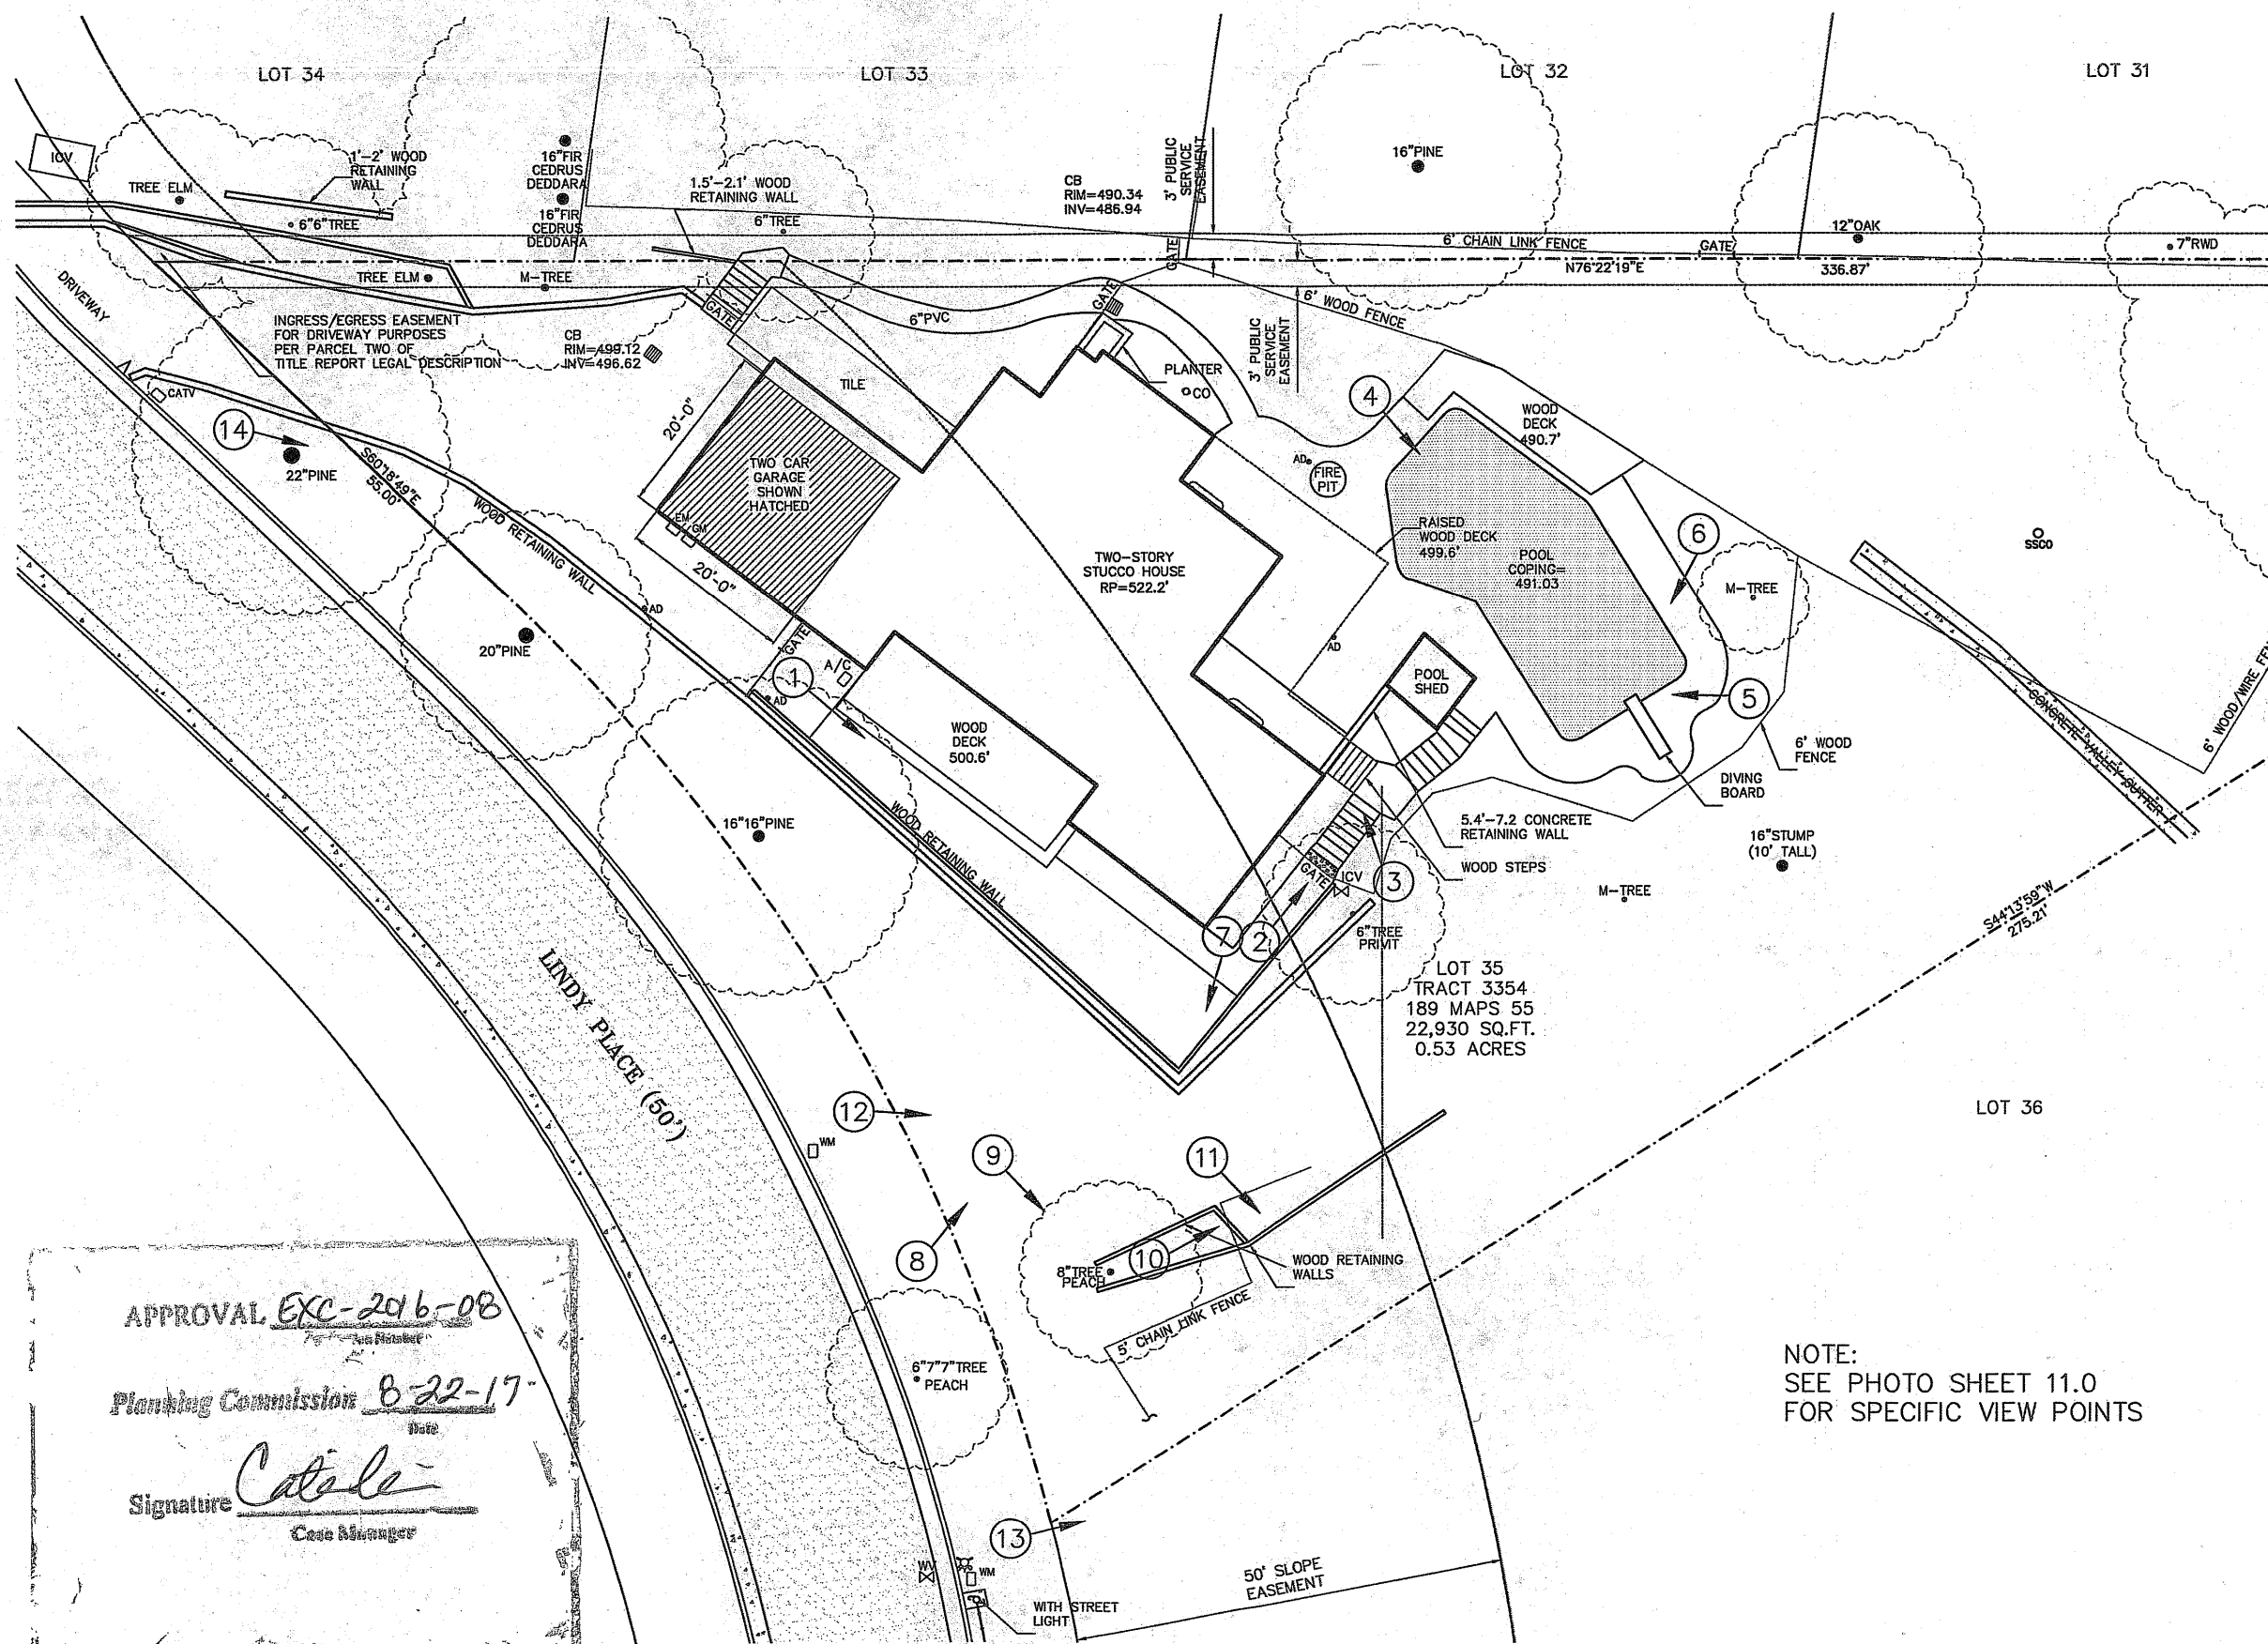 LOT 34
LOT 33
LOT 32
LOT 31
ICV
TREE ELM
1'-2' WOOD
RETAINING
WALL
6"6"TREE
16"FIR
CEDRUS
DEDDARA
16"FIR
CEDRUS
DEDDARA
1.5'-2.1' WOOD
RETAINING WALL
6"TREE
CB
RIM=490.34
INV=486.94
3' PUBLIC
SERVICE
EASEMENT
16"PINE
12"OAK
7"RWD
6' CHAIN LINK FENCE
GATE
GATE
N76°22'19"E
336.87'
TREE ELM
M-TREE
DRIVEWAY
INGRESS/EGRESS EASEMENT
FOR DRIVEWAY PURPOSES
PER PARCEL TWO OF
TITLE REPORT LEGAL DESCRIPTION
CB
RIM=499.12
INV=496.62
GATE
6"PVC
GATE
6' WOOD FENCE
3' PUBLIC
SERVICE
EASEMENT
PLANTER
CO
TILE
20'-0"
CATV
14
22"PINE
S60°18'49"E
55.00'
WOOD RETAINING WALL
TWO CAR
GARAGE
SHOWN
HATCHED
EM
GM
20'-0"
4
WOOD
DECK
490.7'
AD
FIRE
PIT
RAISED
WOOD DECK
499.6'
POOL
COPING=
491.03
6
SSCO
TWO-STORY
STUCCO HOUSE
RP=522.2'
M-TREE
AD
AD
20"PINE
GATE
1
A/C
AD
POOL
SHED
5
6' WOOD
FENCE
CONCRETE VALLEY GUTTER
6' WOOD/WIRE
WOOD
DECK
500.6'
DIVING
BOARD
16"16"PINE
WOOD RETAINING WALL
5.4'-7.2 CONCRETE
RETAINING WALL
WOOD STEPS
16"STUMP
(10' TALL)
GATE
ICV
3
M-TREE
7
2
6"TREE
PRIVIT
S44°13'59"W
275.21'
LINDY PLACE (50')
LOT 35
TRACT 3354
189 MAPS 55
22,930 SQ.FT.
0.53 ACRES
12
WM
LOT 36
9
11
8
10
8"TREE
PEACH
WOOD RETAINING
WALLS
5' CHAIN LINK FENCE
6"7"7"TREE
PEACH
APPROVAL EXC-2016-08
Planning Commission 8-22-17
Date
Signature
Case Manager
NOTE:
SEE PHOTO SHEET 11.0
FOR SPECIFIC VIEW POINTS
13
WV
WM
WITH STREET
LIGHT
50' SLOPE
EASEMENT